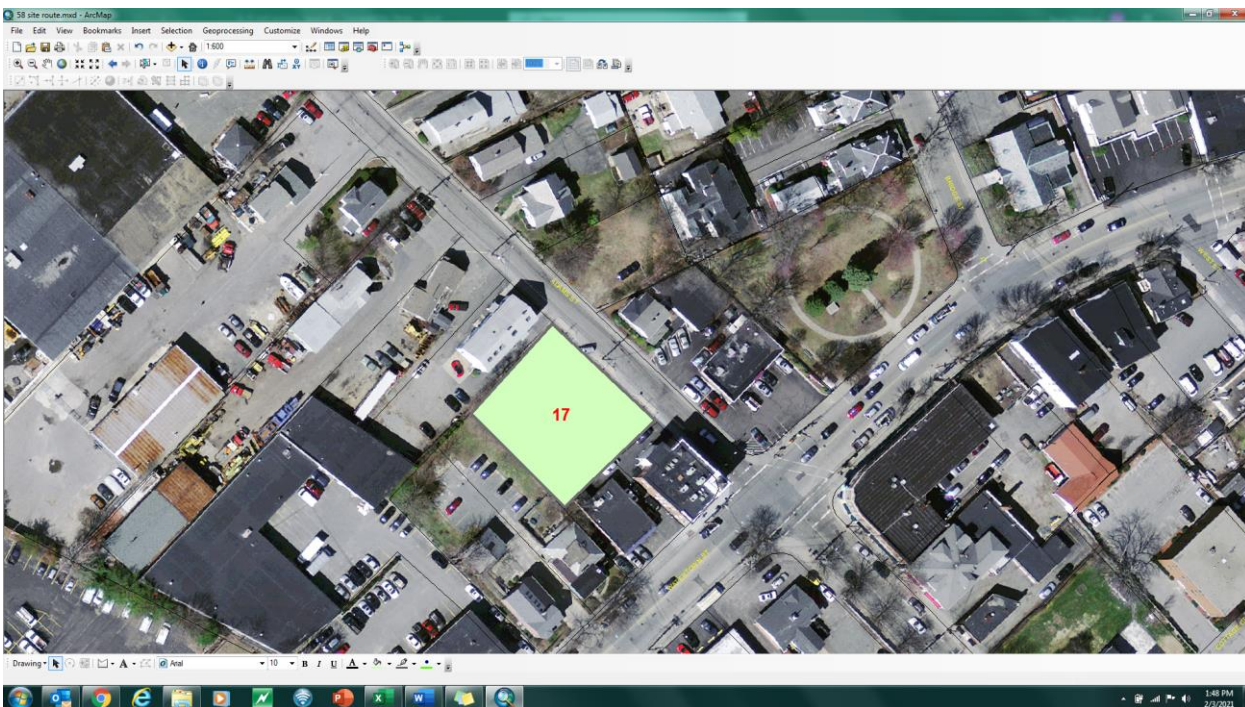 58 site route.mxd - ArcMap
File Edit View Bookmarks Insert Selection Geoprocessing Customize Windows Help
1:600
17
Drawing A Arial 10 B I U A
1:48 PM
2/3/2021